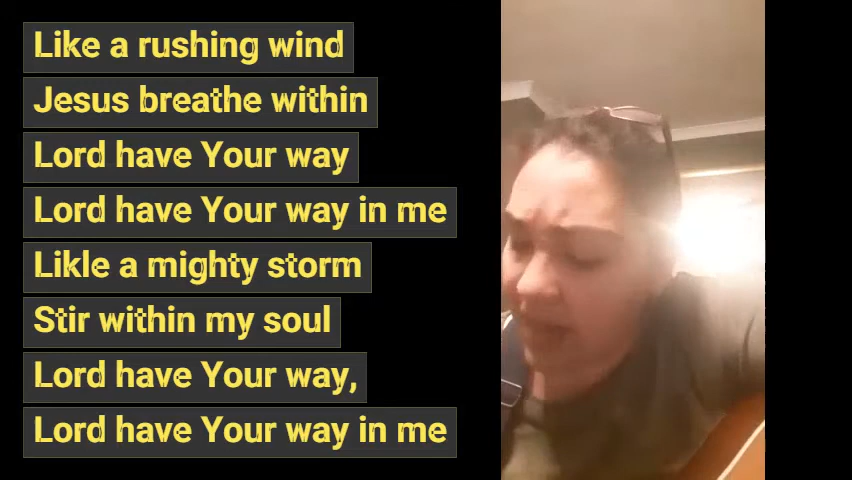 Like a rushing wind
Jesus breathe within
Lord have Your way
Lord have Your way in me
Likle a mighty storm
Stir within my soul
Lord have Your way,
Lord have Your way in me